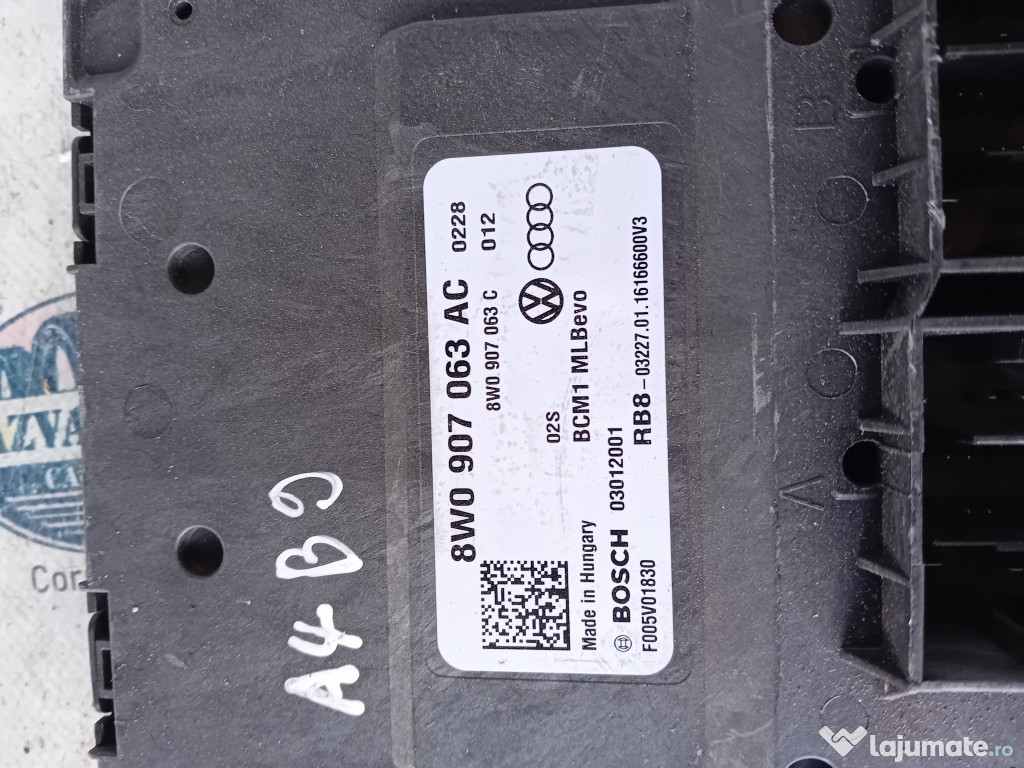 8W0 907 063 AC 0228
8W0 907 063 C 012
02S
BCM1 MLBevo
Made in Hungary
BOSCH 03012001
F005V01830 RB8-03227.01.16166600V3
A4 B9
A
B
Cor
lajumate.ro